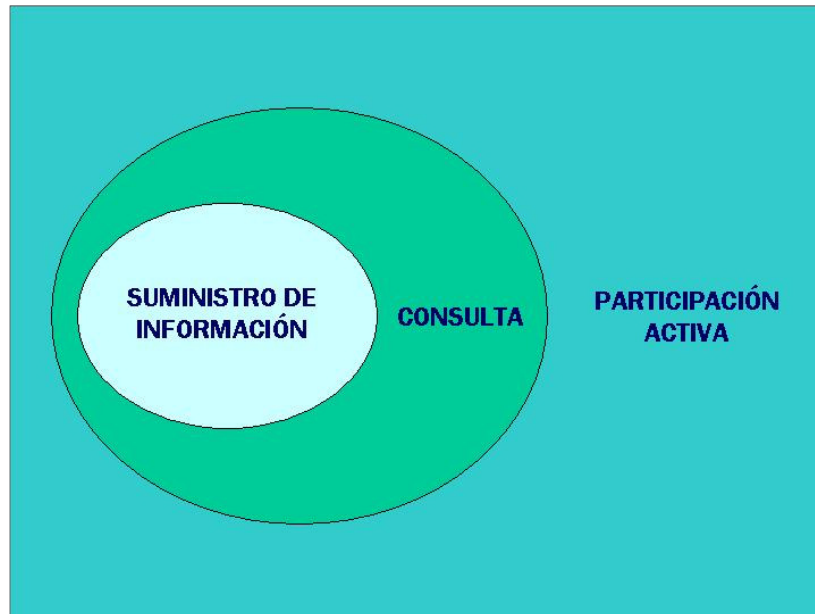 SUMINISTRO DE
INFORMACIÓN
CONSULTA
PARTICIPACIÓN
ACTIVA